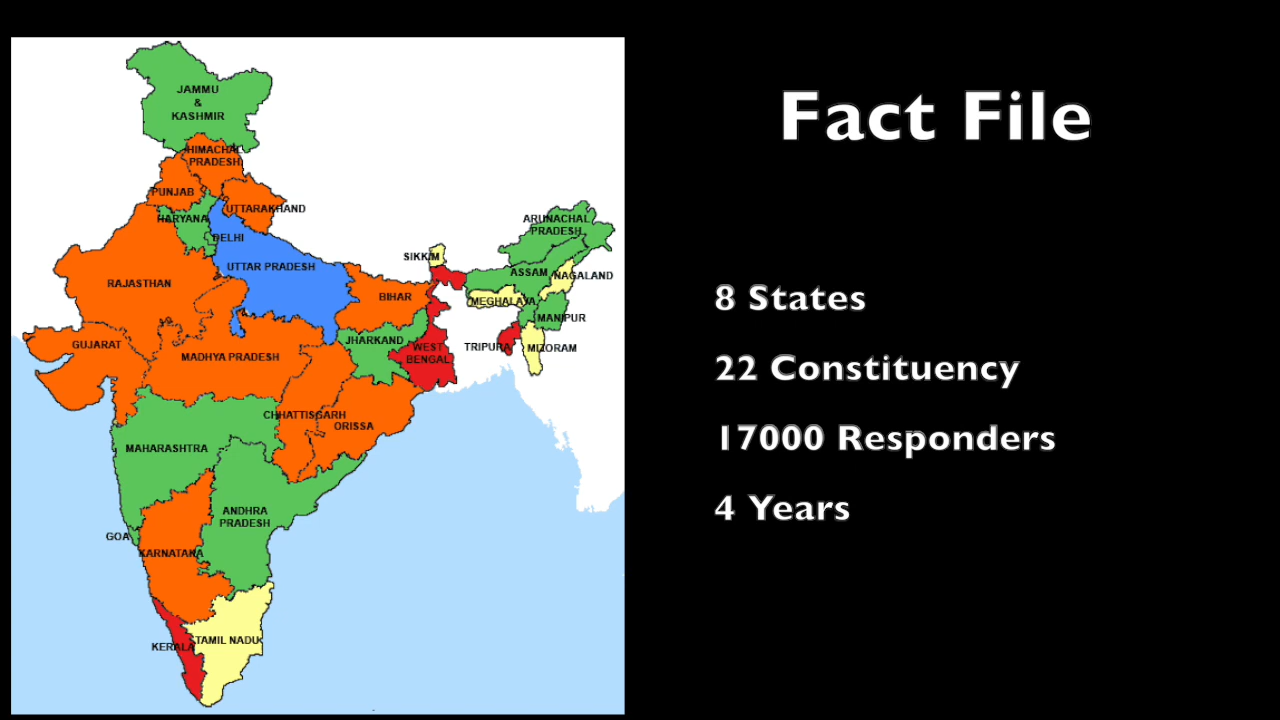 JAMMU
&
KASHMIR
HIMACHAL
PRADESH
PUNJAB
UTTARAKHAND
HARYANA
DELHI
UTTAR PRADESH
RAJASTHAN
SIKKIM
ARUNACHAL
PRADESH
ASSAM
NAGALAND
MEGHALAYA
MANIPUR
BIHAR
GUJARAT
MADHYA PRADESH
JHARKAND
WEST
BENGAL
TRIPURA
MIZORAM
CHHATTISGARH
ORISSA
MAHARASHTRA
ANDHRA
PRADESH
GOA
KARNATAKA
KERALA
TAMIL NADU
Fact File
8 States
22 Constituency
17000 Responders
4 Years